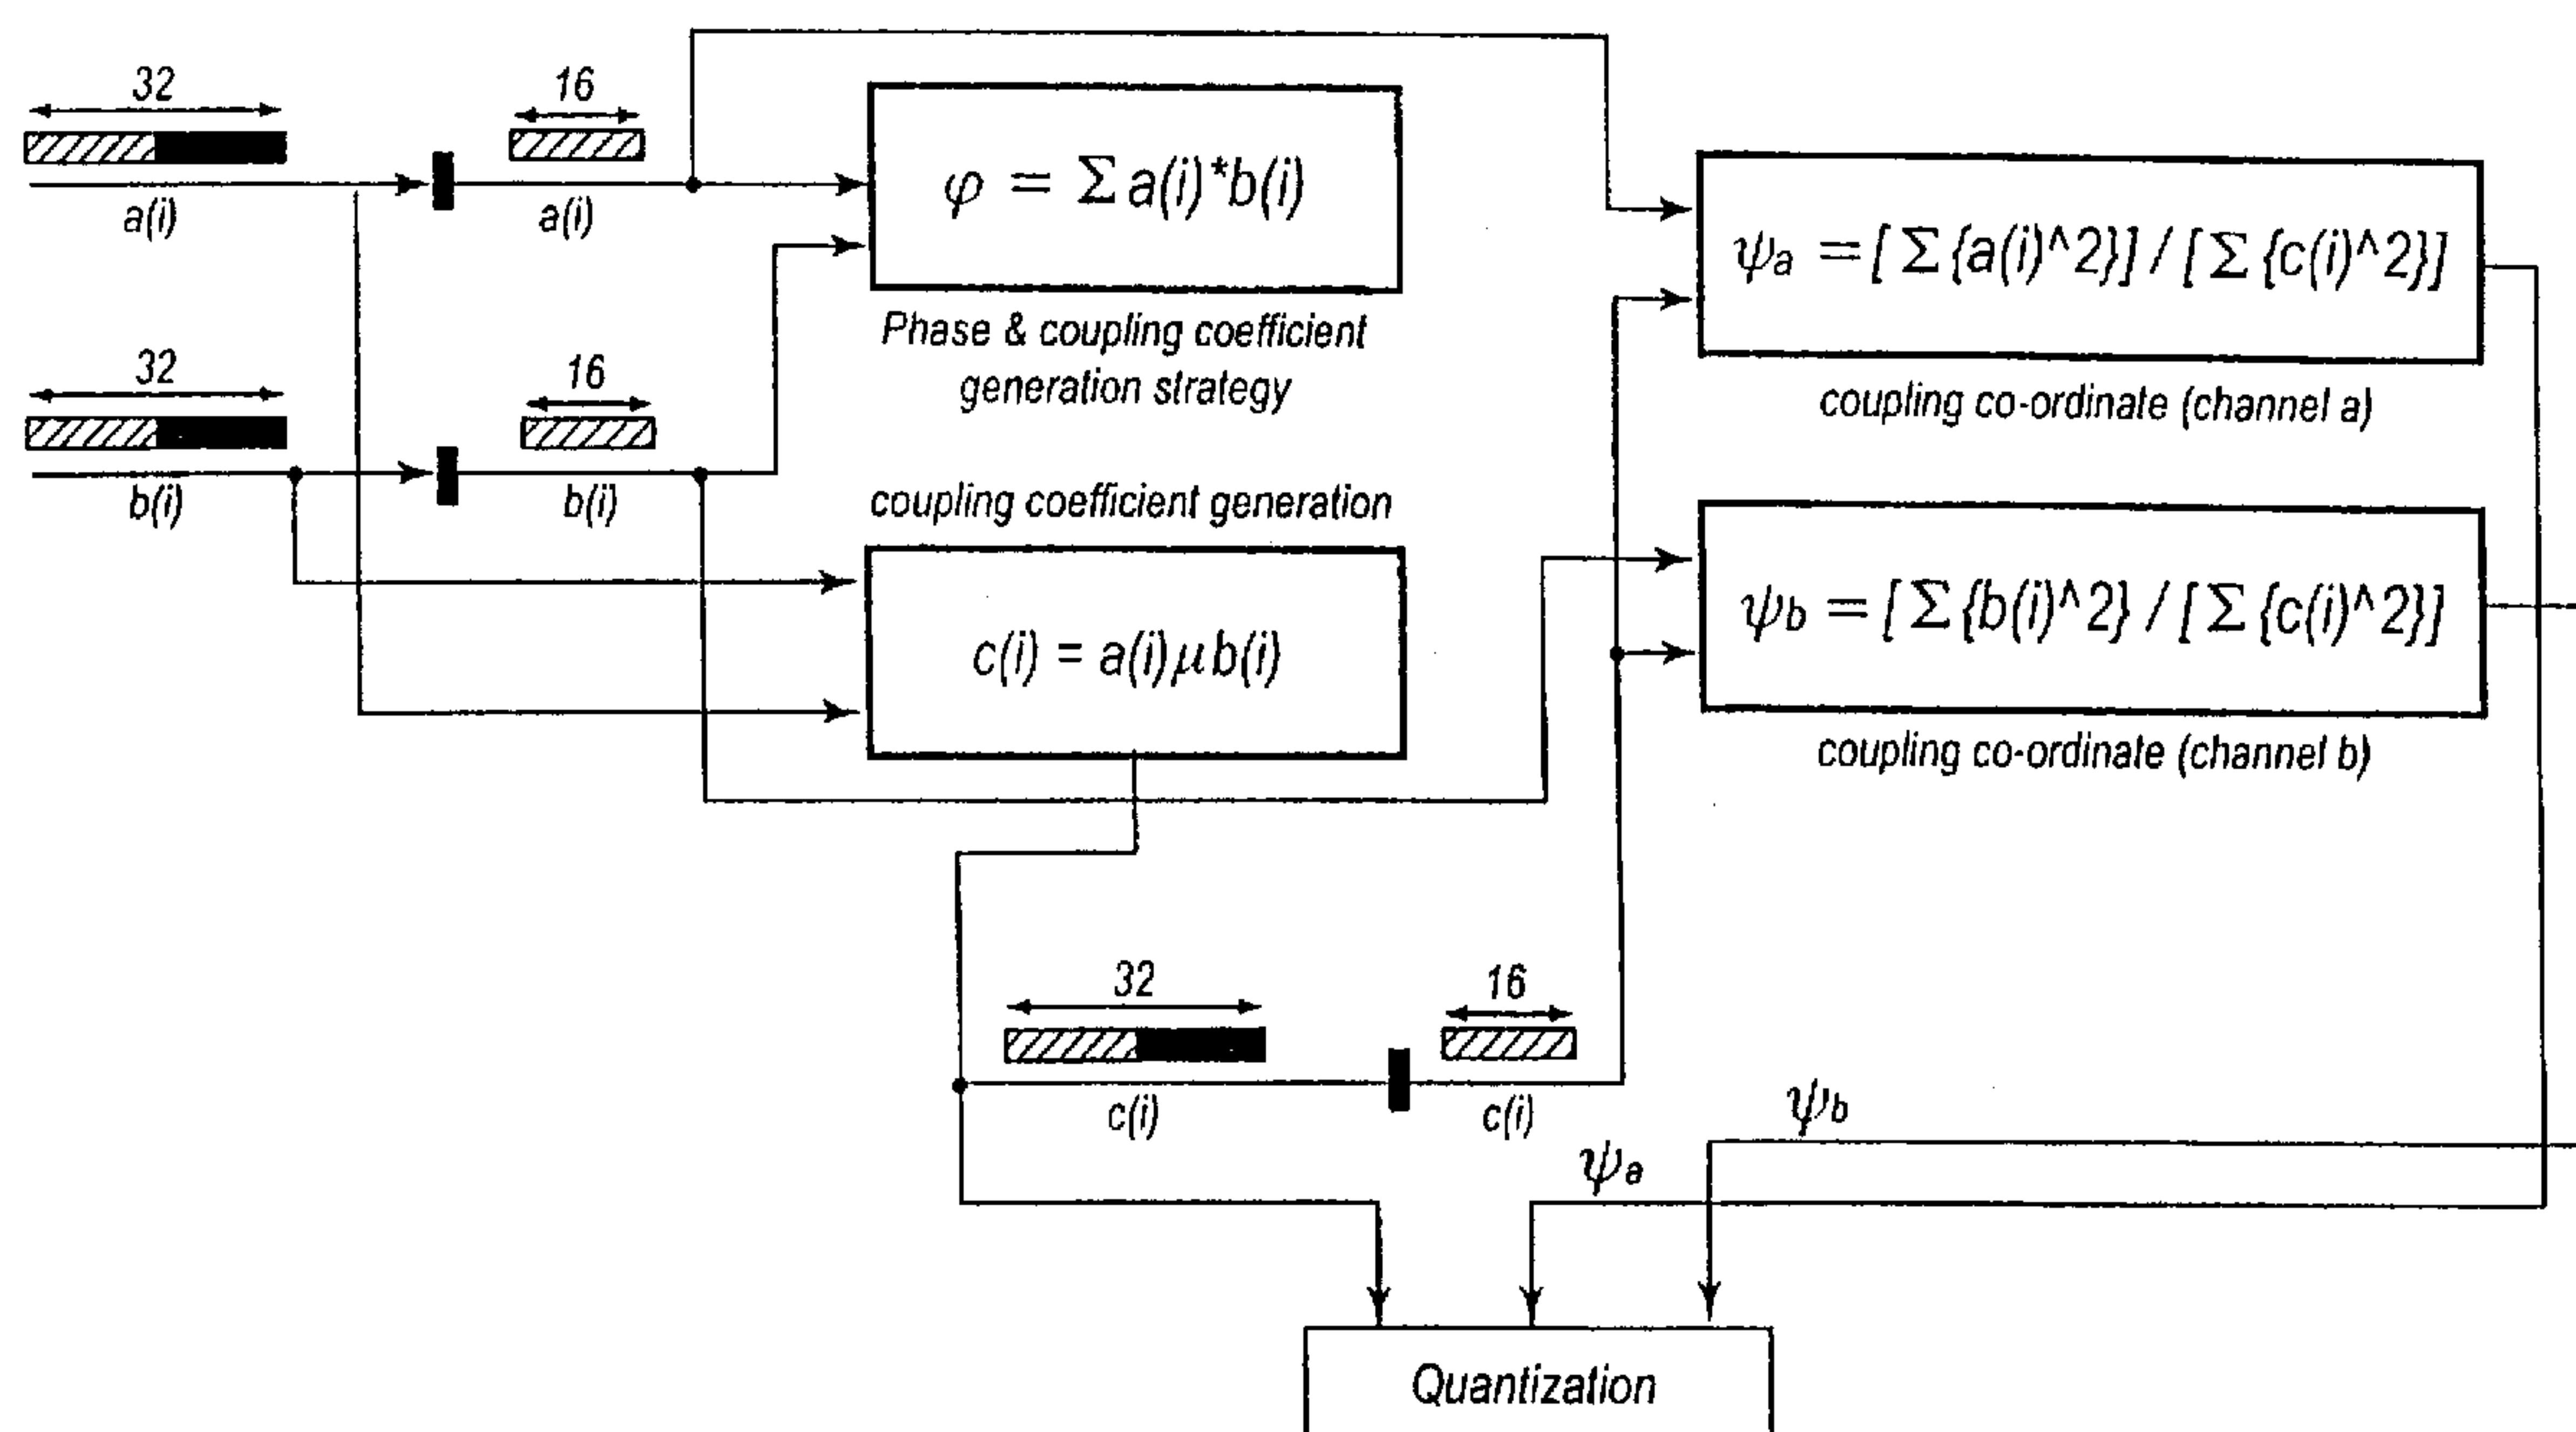 32
16
a(i)
a(i)
φ = Σ a(i)*b(i)
Phase & coupling coefficient
generation strategy
ψa = [ Σ {a(i)^2}] / [ Σ {c(i)^2}]
coupling co-ordinate (channel a)
32
16
b(i)
b(i)
coupling coefficient generation
c(i) = a(i) μ b(i)
ψb = [ Σ {b(i)^2} / [ Σ {c(i)^2}]
coupling co-ordinate (channel b)
32
16
c(i)
c(i)
ψb
ψa
Quantization